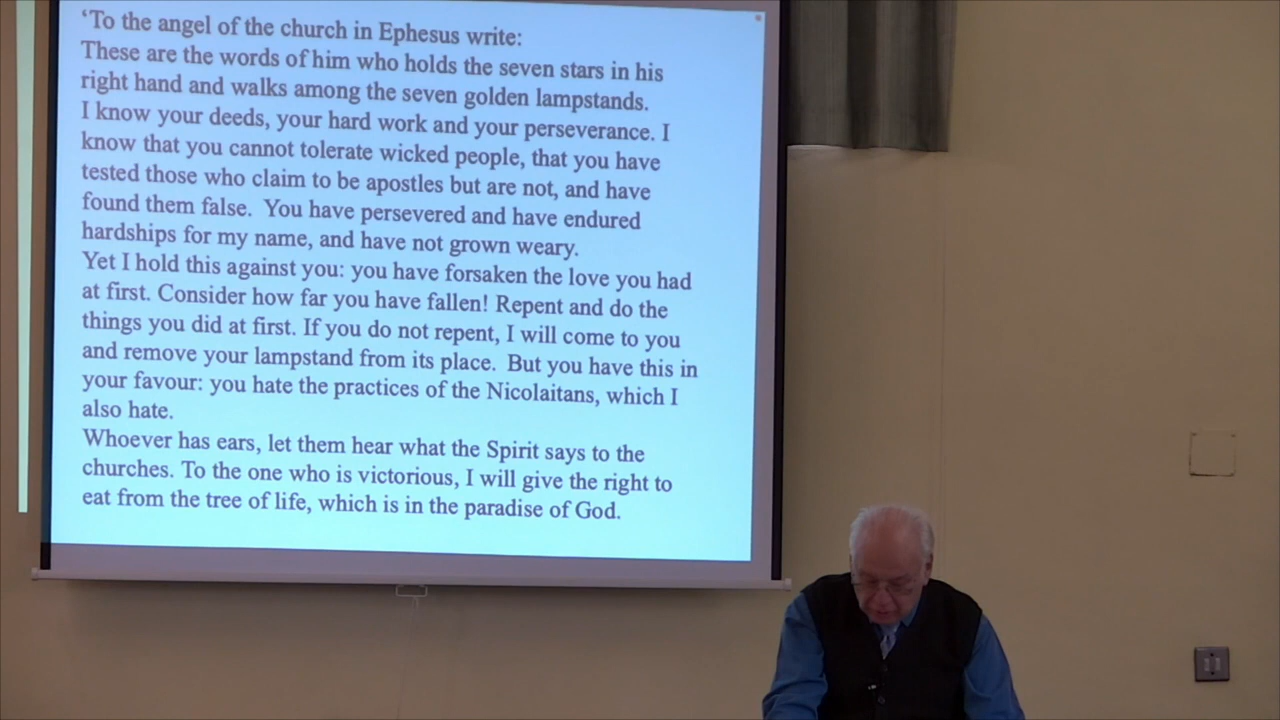 ‘To the angel of the church in Ephesus write:
These are the words of him who holds the seven stars in his
right hand and walks among the seven golden lampstands.
I know your deeds, your hard work and your perseverance. I
know that you cannot tolerate wicked people, that you have
tested those who claim to be apostles but are not, and have
found them false. You have persevered and have endured
hardships for my name, and have not grown weary.
Yet I hold this against you: you have forsaken the love you had
at first. Consider how far you have fallen! Repent and do the
things you did at first. If you do not repent, I will come to you
and remove your lampstand from its place. But you have this in
your favour: you hate the practices of the Nicolaitans, which I
also hate.
Whoever has ears, let them hear what the Spirit says to the
churches. To the one who is victorious, I will give the right to
eat from the tree of life, which is in the paradise of God.